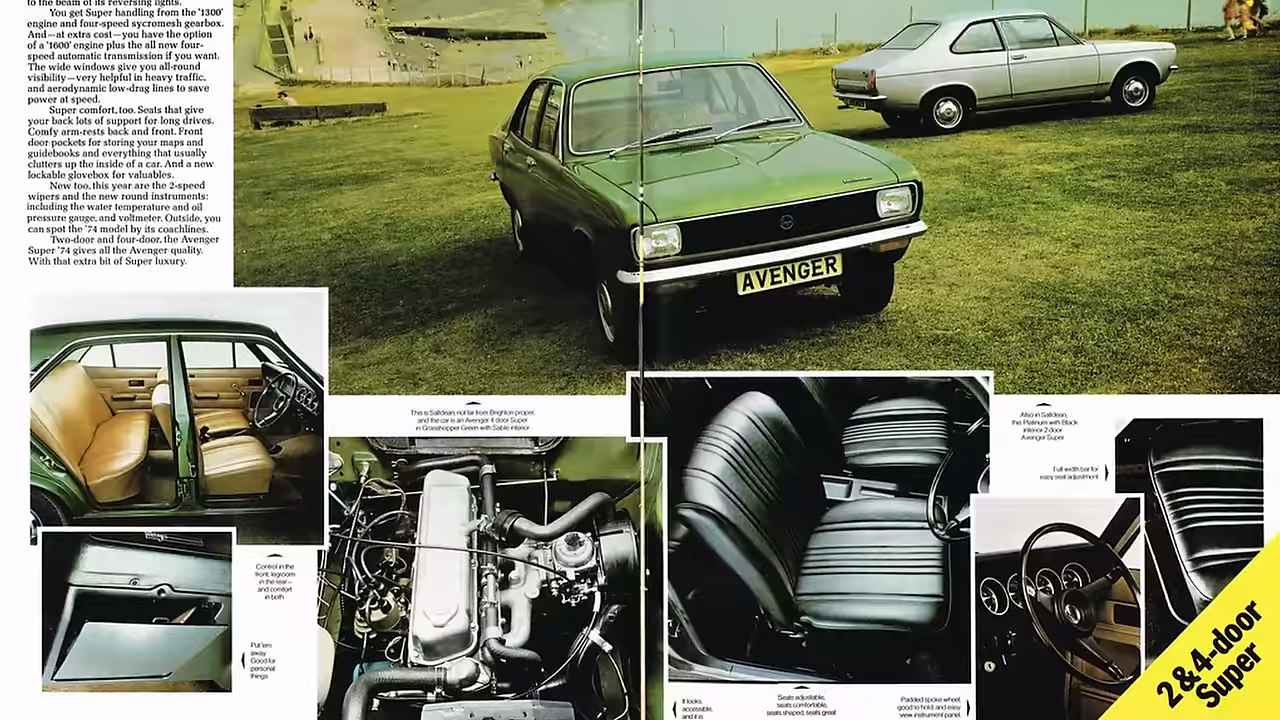 to the beam of its reversing lights.
You get Super handling from the '1300'
engine and four-speed sycromesh gearbox.
And—at extra cost—you have the option
of a '1600' engine plus the all new four-
speed automatic transmission if you want.
The wide windows give you all-round
visibility—very helpful in heavy traffic,
and aerodynamic low-drag lines to save
power at speed.
Super comfort, too. Seats that give
your back lots of support for long drives.
Comfy arm-rests back and front. Front
door pockets for storing your maps and
guidebooks and everything that usually
clutters up the inside of a car. And a new
lockable glovebox for valuables.
New too, this year are the 2-speed
wipers and the new round instruments:
including the water temperature and oil
pressure gauge, and voltmeter. Outside, you
can spot the '74 model by its coachlines.
Two-door and four-door, the Avenger
Super '74 gives all the Avenger quality.
With that extra bit of Super luxury.
AVENGER
This is Saltdean, not far from Brighton proper,
and the car is an Avenger 4 door Super
in Grasshopper Green with Sable interior
Also in Saltdean,
this Platinum with Black
interior 2 door
Avenger Super
Full width bar for
easy seat adjustment.
Control in the
front, legroom
in the rear—
and comfort
in both
Put 'em
away
Good for
personal
things
It looks
accessible,
and it is
Seats adjustable,
seats comfortable,
seats shaped, seats great
Padded spoke wheel,
good to hold and easy
view instrument panel.
2 & 4-door
Super